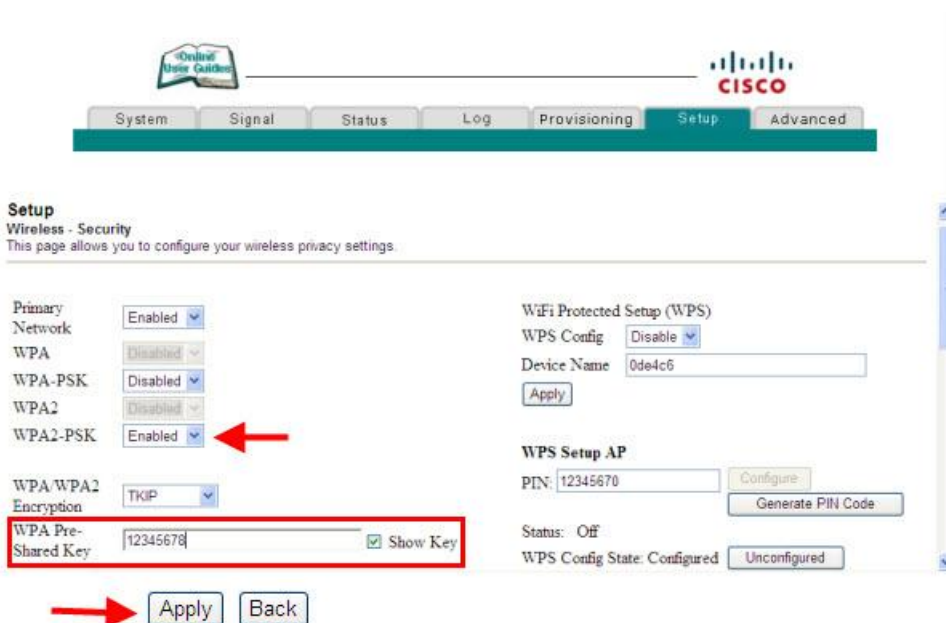 Online
User Guides
CISCO
System Signal Status Log Provisioning Setup Advanced
Setup
Wireless - Security
This page allows you to configure your wireless privacy settings.
Primary
Network
Enabled
WPA
Disabled
WPA-PSK
Disabled
WPA2
Disabled
WPA2-PSK
Enabled
WPA/WPA2
Encryption
TKIP
WPA Pre-
Shared Key
12345678
Show Key
WiFi Protected Setup (WPS)
WPS Config Disable
Device Name 0de4c6
Apply
WPS Setup AP
PIN: 12345670 Configure
Generate PIN Code
Status: Off
WPS Config State: Configured Unconfigured
Apply Back